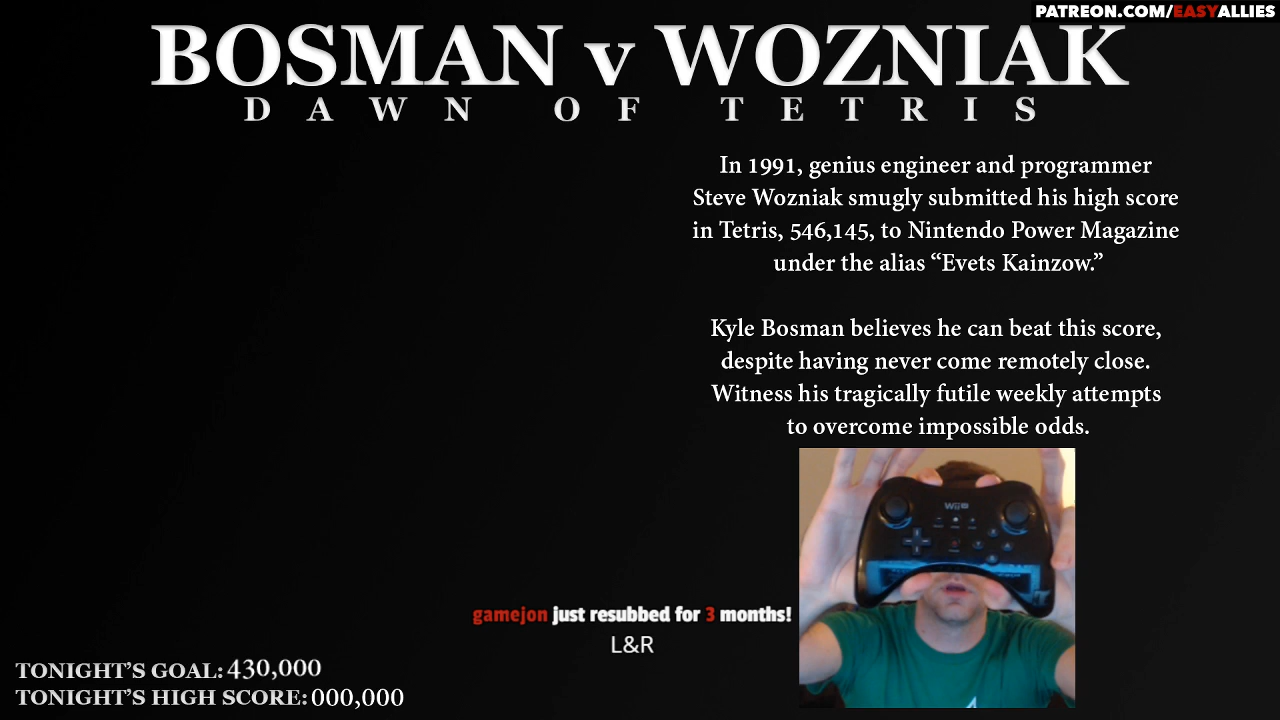 PATREON.COM/EASYALLIES
BOSMAN v WOZNIAK
DAWN OF TETRIS
In 1991, genius engineer and programmer
Steve Wozniak smugly submitted his high score
in Tetris, 546,145, to Nintendo Power Magazine
under the alias “Evets Kainzow.”
Kyle Bosman believes he can beat this score,
despite having never come remotely close.
Witness his tragically futile weekly attempts
to overcome impossible odds.
Wii U
gamejon just resubbed for 3 months!
L&R
TONIGHT’S GOAL: 430,000
TONIGHT’S HIGH SCORE: 000,000